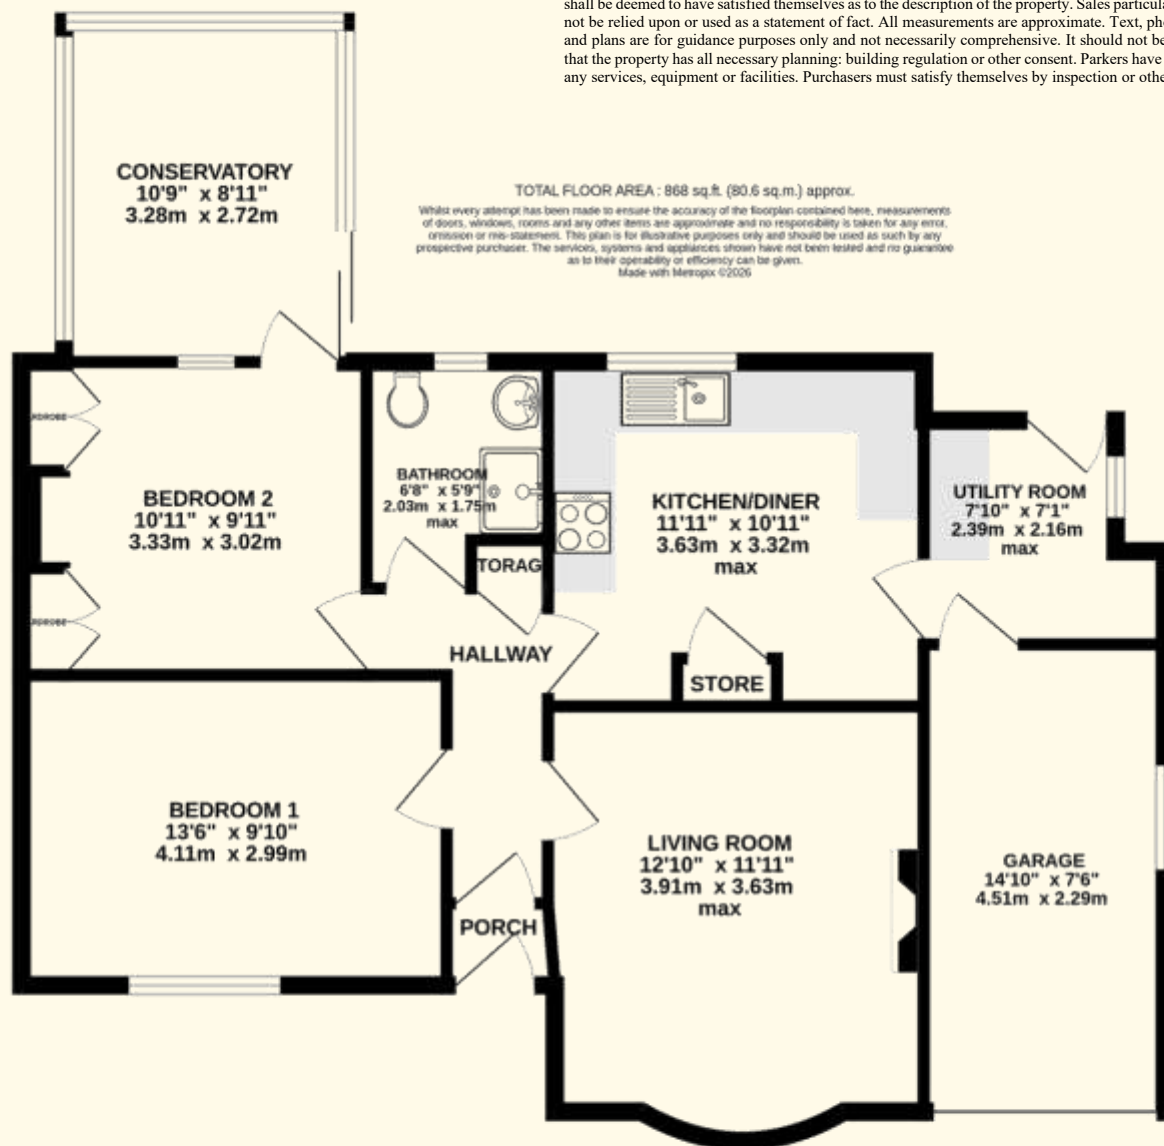 shall be deemed to have satisfied themselves as to the description of the property. Sales particula
not be relied upon or used as a statement of fact. All measurements are approximate. Text, pho
and plans are for guidance purposes only and not necessarily comprehensive. It should not be
that the property has all necessary planning: building regulation or other consent. Parkers have
any services, equipment or facilities. Purchasers must satisfy themselves by inspection or othe
CONSERVATORY
10'9" x 8'11"
3.28m x 2.72m
TOTAL FLOOR AREA : 868 sq.ft. (80.6 sq.m.) approx.
Whilst every attempt has been made to ensure the accuracy of the floorplan contained here, measurements
of doors, windows, rooms and any other items are approximate and no responsibility is taken for any error,
omission or mis-statement. This plan is for illustrative purposes only and should be used as such by any
prospective purchaser. The services, systems and appliances shown have not been tested and no guarantee
as to their operability or efficiency can be given.
Made with Metropix ©2026
BEDROOM 2
10'11" x 9'11"
3.33m x 3.02m
BATHROOM
6'8" x 5'9"
2.03m x 1.75m
max
TORAG
KITCHEN/DINER
11'11" x 10'11"
3.63m x 3.32m
max
UTILITY ROOM
7'10" x 7'1"
2.39m x 2.16m
max
HALLWAY
STORE
BEDROOM 1
13'6" x 9'10"
4.11m x 2.99m
LIVING ROOM
12'10" x 11'11"
3.91m x 3.63m
max
GARAGE
14'10" x 7'6"
4.51m x 2.29m
PORCH